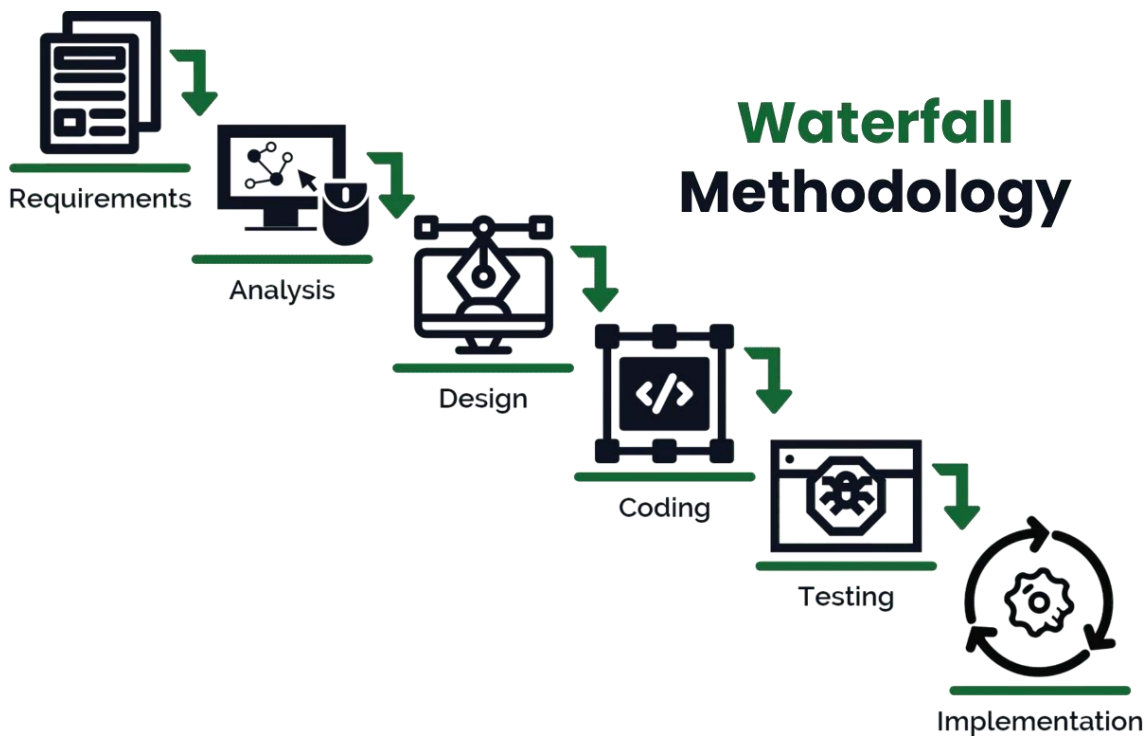 Waterfall
Methodology
Requirements
Analysis
Design
</>
Coding
Testing
Implementation